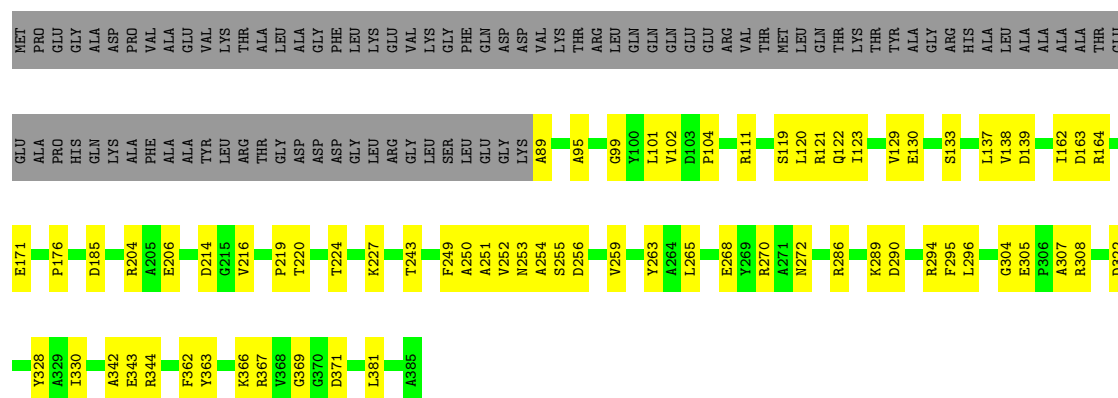 MET PRO GLU GLY ALA ASP PRO VAL ALA GLU VAL LYS THR ALA LEU ALA GLY PHE LEU LYS GLU VAL LYS GLY PHE GLN ASP ASP VAL LYS THR ARG LEU GLN GLN GLN GLU GLU ARG VAL THR MET LEU GLN THR LYS THR TYR ALA GLY ARG HIS ALA LEU ALA ALA ALA ALA THR GLU
GLU ALA PRO HIS GLN LYS ALA PHE ALA ALA TYR LEU ARG THR GLY ASP ASP ASP GLY LEU ARG GLY LEU SER LEU GLU GLY LYS A89 A95 G99 Y100 L101 V102 D103 P104 R111 S119 L120 R121 Q122 I123 V129 E130 S133 L137 V138 D139 I162 D163 R164
E171 P176 D185 R204 A205 E206 D214 G215 V216 P219 T220 T224 K227 T243 F249 A250 A251 V252 N253 A254 S255 D256 V259 Y263 A264 L265 E268 Y269 R270 A271 N272 R286 K289 D290 R294 F295 L296 G304 E305 P306 A307 R308
Y328 A329 I330 A342 E343 R344 F362 Y363 K366 R367 V368 G369 G370 D371 L381 A385